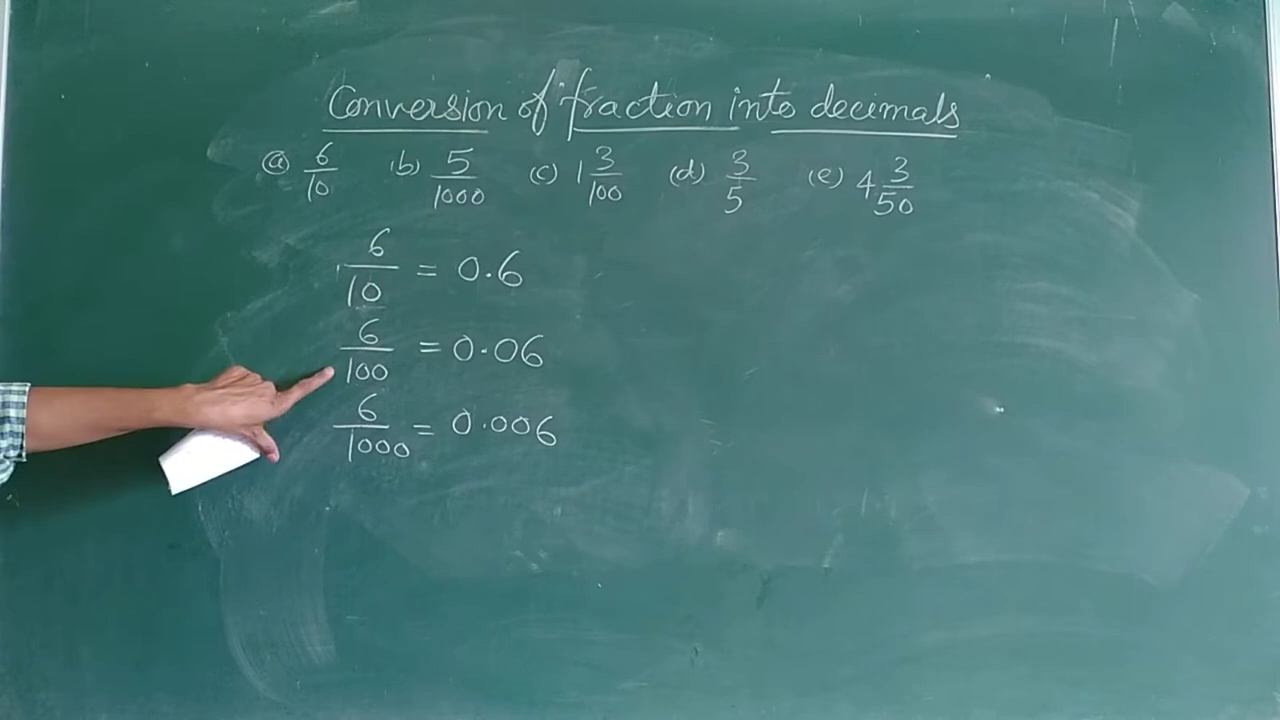 Conversion of fraction into decimals
(a) 6/10 (b) 5/1000 (c) 1 3/100 (d) 3/5 (e) 4 3/50
6/10 = 0.6
6/100 = 0.06
6/1000 = 0.006